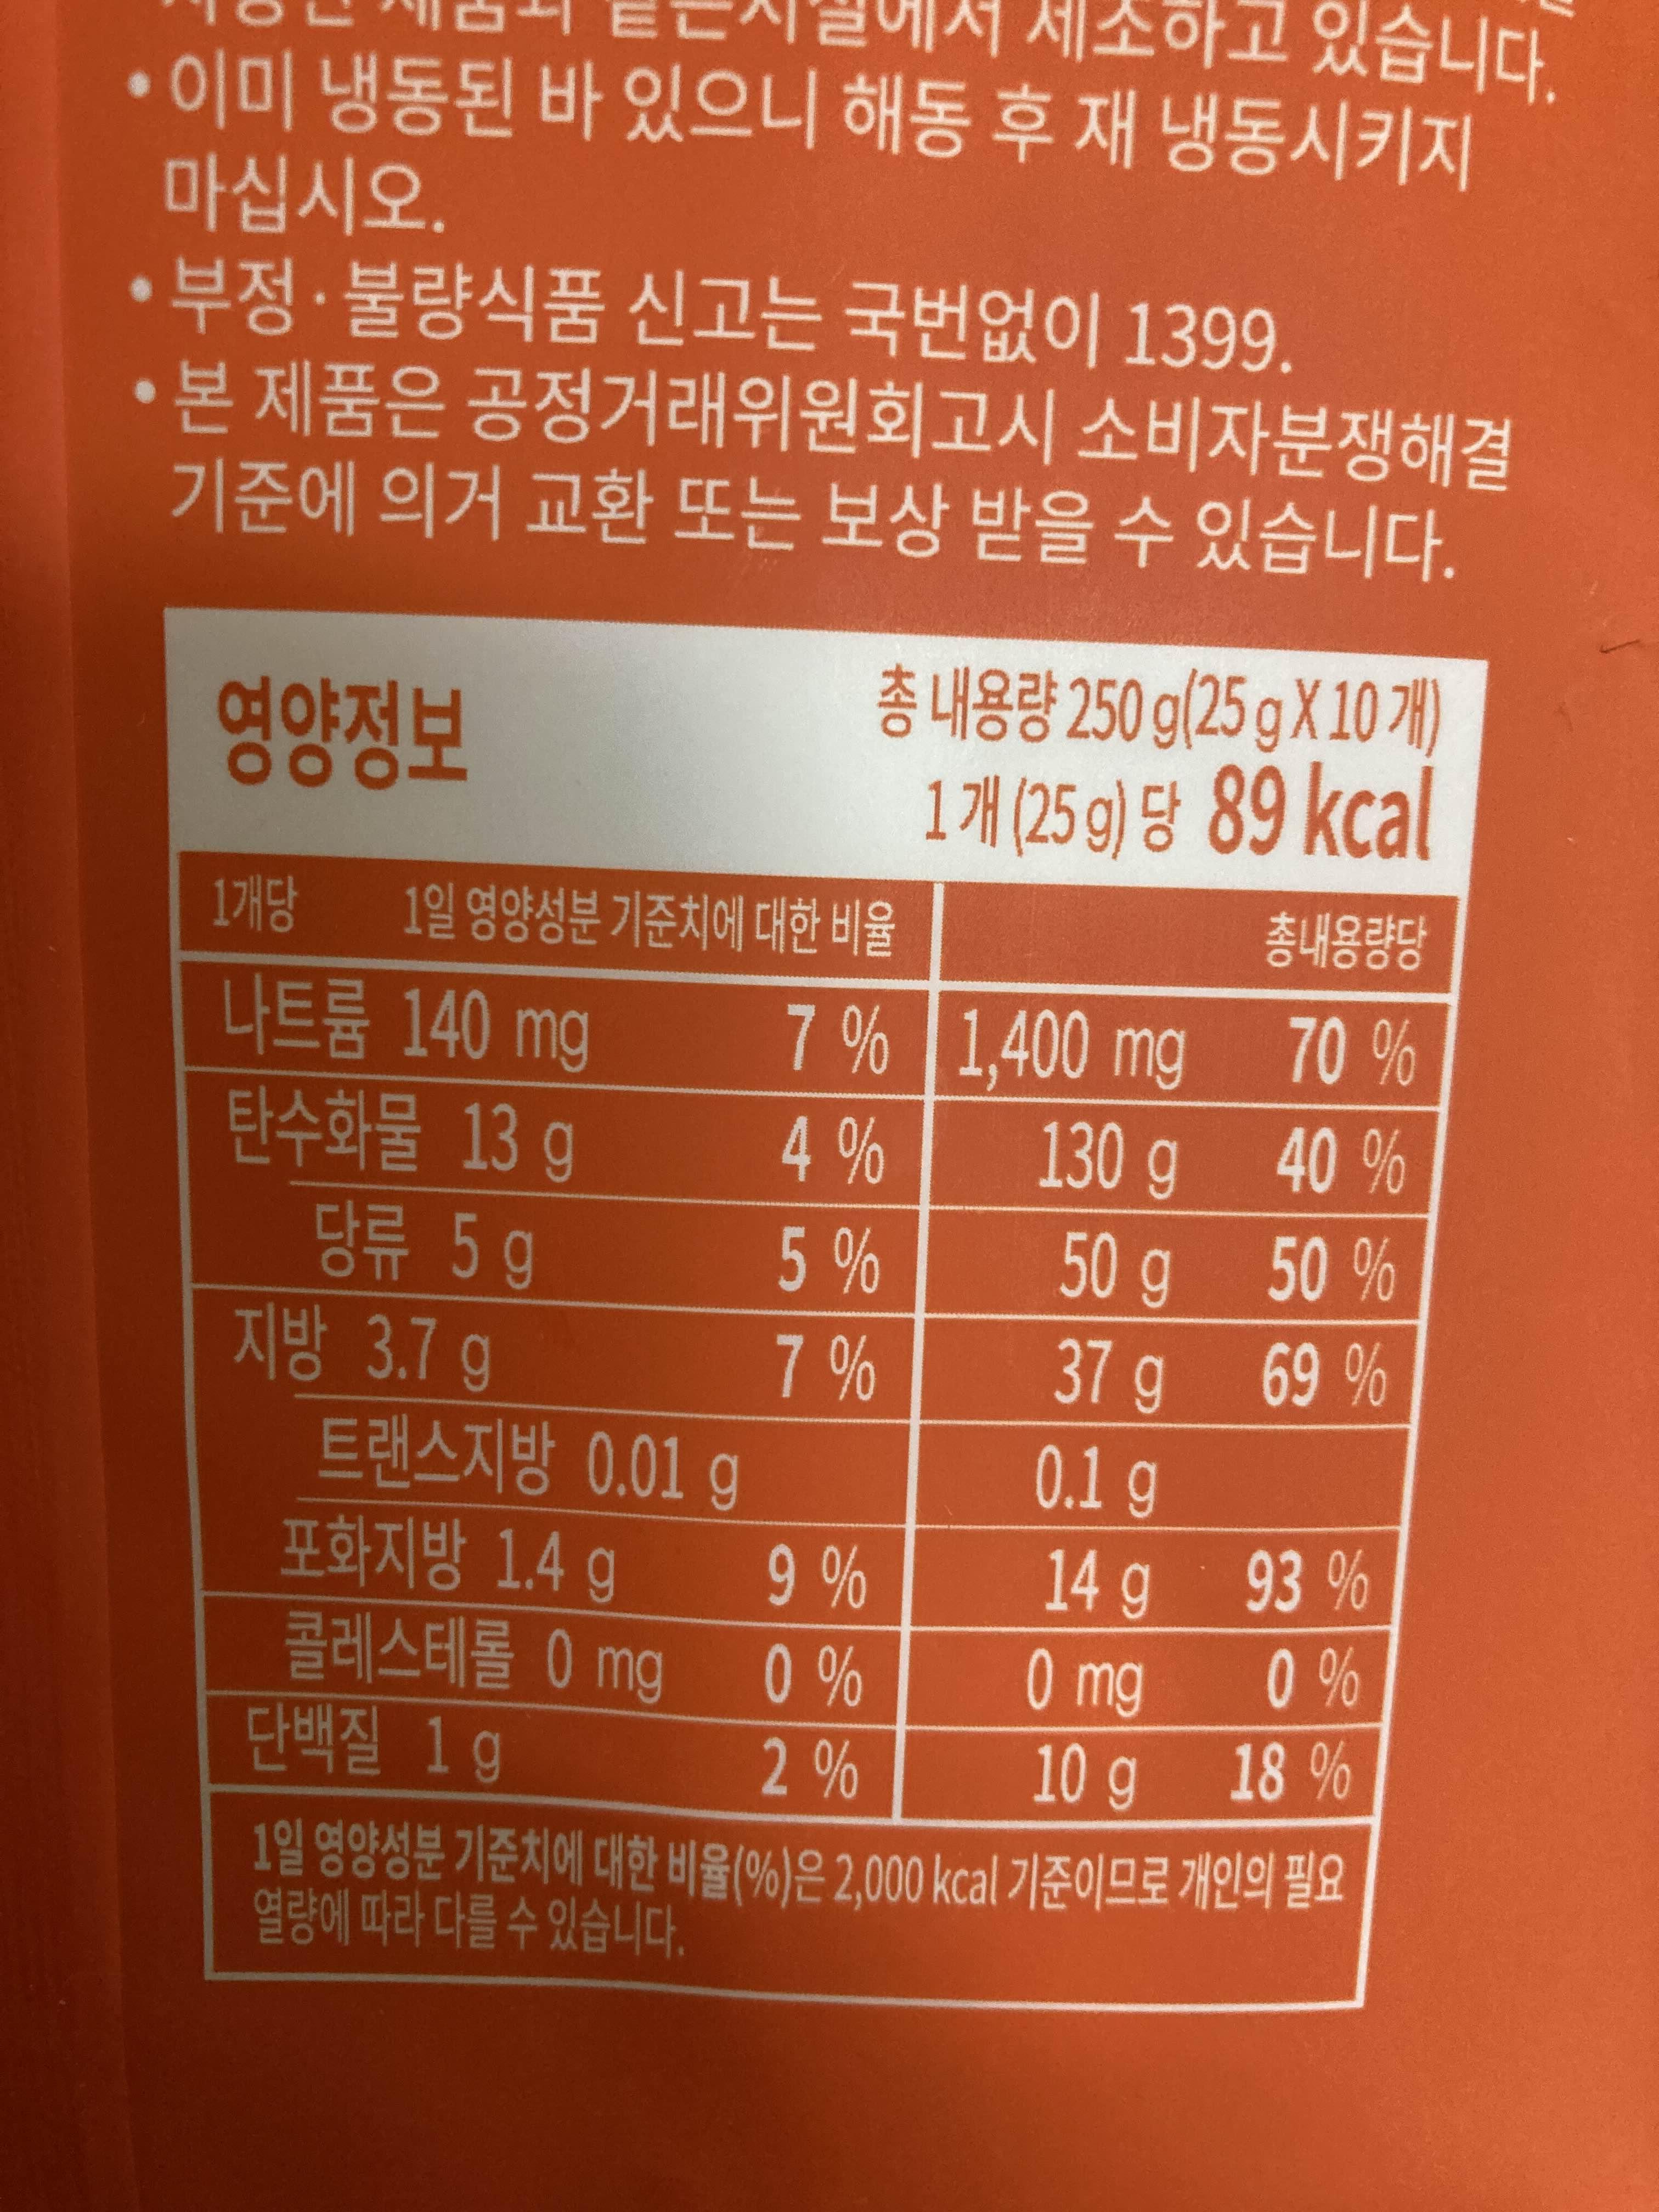 제조하고 있습니다.
• 이미 냉동된 바 있으니 해동 후 재 냉동시키지
마십시오.
• 부정 · 불량식품 신고는 국번없이 1399.
• 본 제품은 공정거래위원회고시 소비자분쟁해결
기준에 의거 교환 또는 보상 받을 수 있습니다.
영양정보
총 내용량 250 g(25 g X 10 개)
1개 (25 g) 당 89 kcal
1개당 1일 영양성분 기준치에 대한 비율 총내용량당
나트륨 140 mg 7 % 1,400 mg 70 %
탄수화물 13 g 4 % 130 g 40 %
당류 5 g 5 % 50 g 50 %
지방 3.7 g 7 % 37 g 69 %
트랜스지방 0.01 g 0.1 g
포화지방 1.4 g 9 % 14 g 93 %
콜레스테롤 0 mg 0 % 0 mg 0 %
단백질 1 g 2 % 10 g 18 %
1일 영양성분 기준치에 대한 비율(%)은 2,000 kcal 기준이므로 개인의 필요
열량에 따라 다를 수 있습니다.